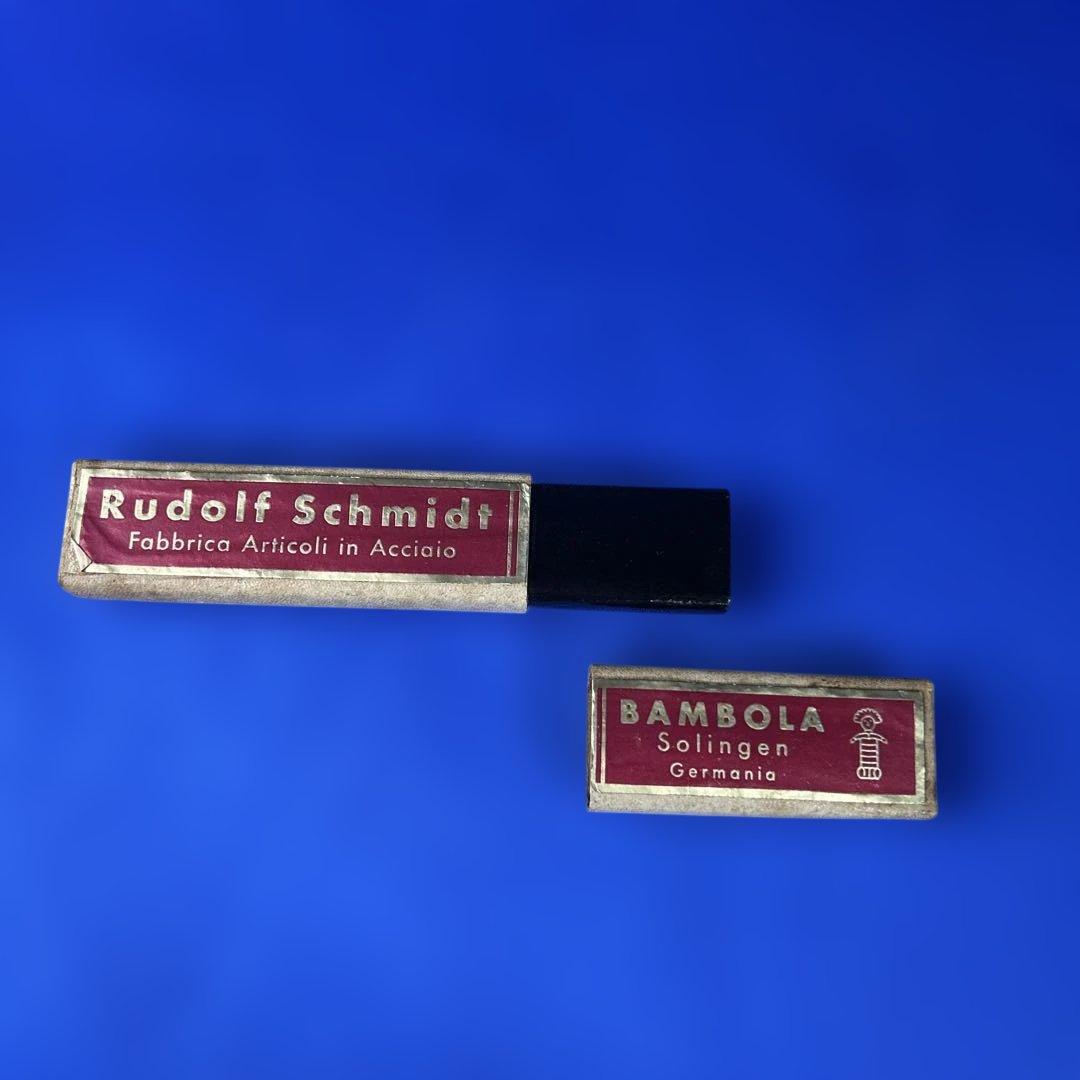 Rudolf Schmidt
Fabbrica Articoli in Acciaio
BAMBOLA
Solingen
Germania